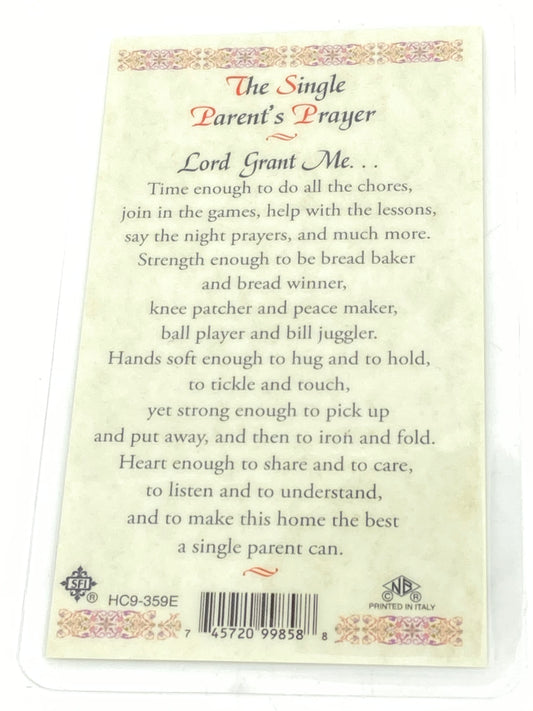 The Single
Parent's Prayer
Lord Grant Me. . .
Time enough to do all the chores,
join in the games, help with the lessons,
say the night prayers, and much more.
Strength enough to be bread baker
and bread winner,
knee patcher and peace maker,
ball player and bill juggler.
Hands soft enough to hug and to hold,
to tickle and touch,
yet strong enough to pick up
and put away, and then to iron and fold.
Heart enough to share and to care,
to listen and to understand,
and to make this home the best
a single parent can.
SFI ® HC9-359E
NB © ®
PRINTED IN ITALY
7 45720 99858 8